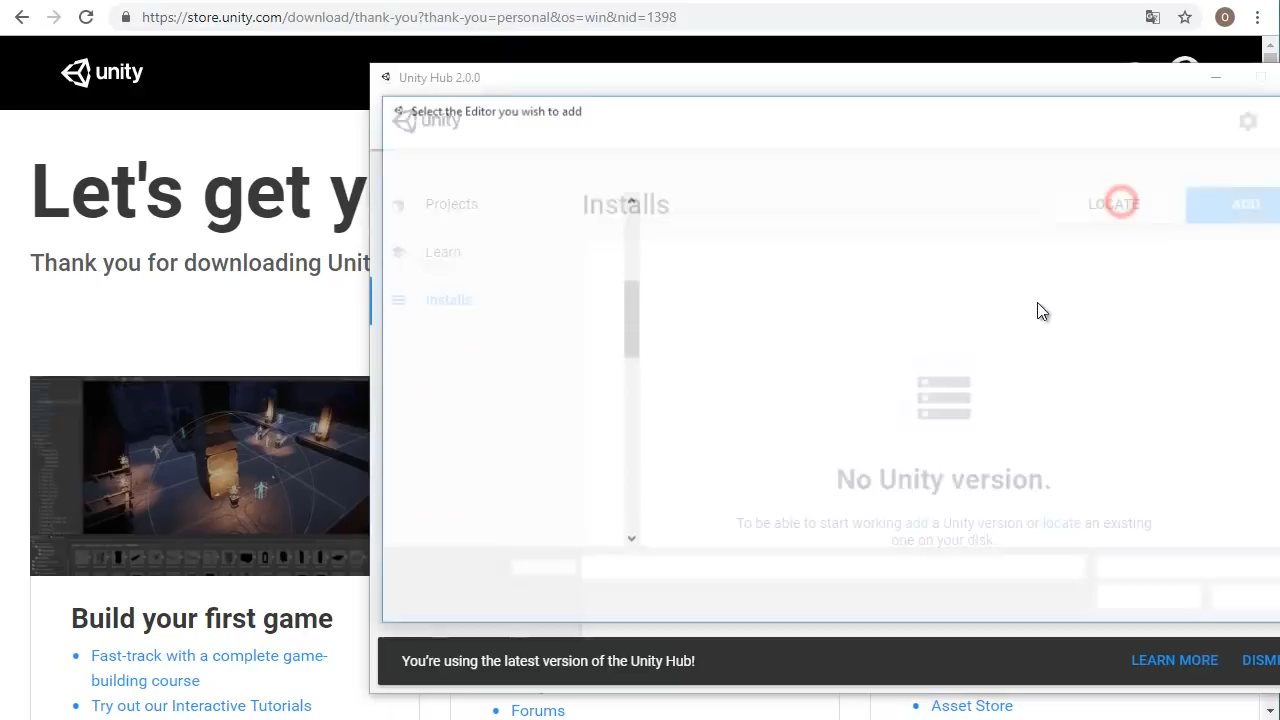 https://store.unity.com/download/thank-you?thank-you=personal&os=win&nid=1398
O
unity
Unity Hub 2.0.0
Select the Editor you wish to add
unity
Let's get y
Thank you for downloading Unit
Projects
Learn
Installs
Installs
LOCATE
ADD
No Unity version.
To be able to start working add a Unity version or locate an existing
one on your disk.
You're using the latest version of the Unity Hub!
LEARN MORE
DISMI
Build your first game
Fast-track with a complete game-
building course
Try out our Interactive Tutorials
Forums
Asset Store